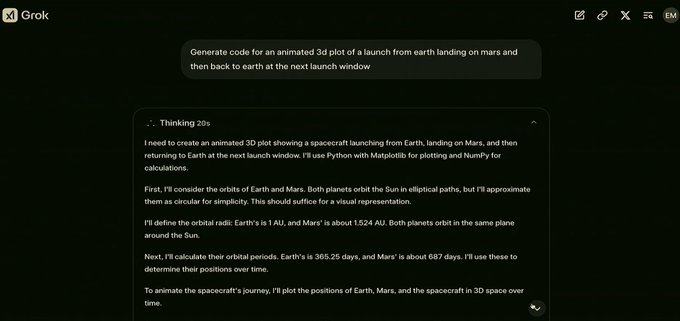 Grok
EM
Generate code for an animated 3d plot of a launch from earth landing on mars and
then back to earth at the next launch window
Thinking 20s
I need to create an animated 3D plot showing a spacecraft launching from Earth, landing on Mars, and then
returning to Earth at the next launch window. I'll use Python with Matplotlib for plotting and NumPy for
calculations.
First, I'll consider the orbits of Earth and Mars. Both planets orbit the Sun in elliptical paths, but I'll approximate
them as circular for simplicity. This should suffice for a visual representation.
I'll define the orbital radii: Earth's is 1 AU, and Mars' is about 1.524 AU. Both planets orbit in the same plane
around the Sun.
Next, I'll calculate their orbital periods. Earth's is 365.25 days, and Mars' is about 687 days. I'll use these to
determine their positions over time.
To animate the spacecraft's journey, I'll plot the positions of Earth, Mars, and the spacecraft in 3D space over
time.